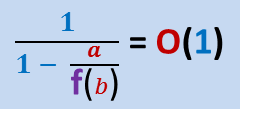 1
a
1 − = O(1)
f(b)